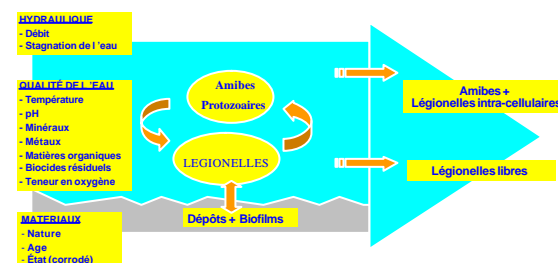 HYDRAULIQUE
- Débit
- Stagnation de l 'eau
QUALITÉ DE L 'EAU
- Température
- pH
- Minéraux
- Métaux
- Matières organiques
- Biocides résiduels
- Teneur en oxygène
MATERIAUX
- Nature
- Age
- État (corrodé)
Amibes
Protozoaires
LEGIONELLES
Dépôts + Biofilms
Amibes +
Légionelles intra-cellulaires
Légionelles libres